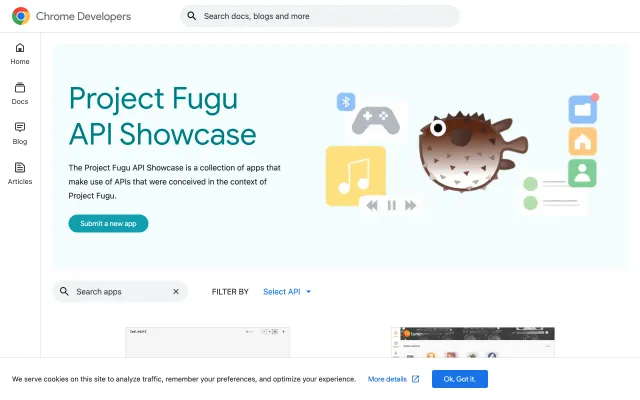 Chrome Developers
Search docs, blogs and more
Home
Docs
Blog
Articles
Project Fugu
API Showcase
The Project Fugu API Showcase is a collection of apps that
make use of APIs that were conceived in the context of
Project Fugu.
Submit a new app
Search apps
FILTER BY
Select API
We serve cookies on this site to analyze traffic, remember your preferences, and optimize your experience.
More details
Ok. Got it.